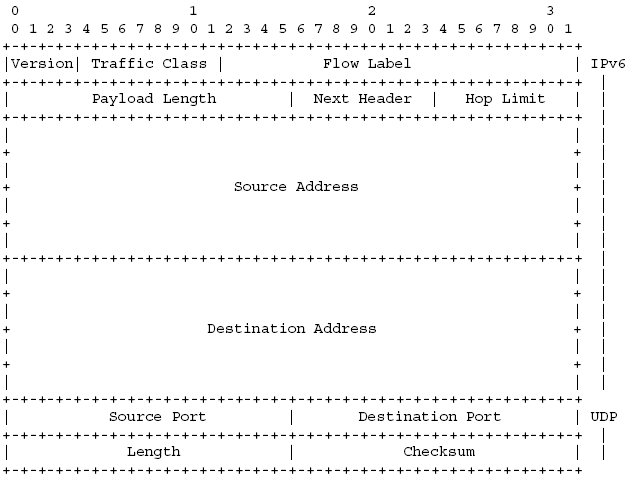 0                   1                   2                   3
 0 1 2 3 4 5 6 7 8 9 0 1 2 3 4 5 6 7 8 9 0 1 2 3 4 5 6 7 8 9 0 1
+-+-+-+-+-+-+-+-+-+-+-+-+-+-+-+-+-+-+-+-+-+-+-+-+-+-+-+-+-+-+-+-+
|Version| Traffic Class |           Flow Label                  | IPv6
+-+-+-+-+-+-+-+-+-+-+-+-+-+-+-+-+-+-+-+-+-+-+-+-+-+-+-+-+-+-+-+-+  |
|         Payload Length        |  Next Header  |   Hop Limit   |  |
+-+-+-+-+-+-+-+-+-+-+-+-+-+-+-+-+-+-+-+-+-+-+-+-+-+-+-+-+-+-+-+-+  |
|                                                               |  |
+                                                               +  |
|                                                               |  |
+                         Source Address                        +  |
|                                                               |  |
+                                                               +  |
|                                                               |  |
+-+-+-+-+-+-+-+-+-+-+-+-+-+-+-+-+-+-+-+-+-+-+-+-+-+-+-+-+-+-+-+-+  |
|                                                               |  |
+                                                               +  |
|                                                               |  |
+                      Destination Address                      +  |
|                                                               |  |
+                                                               +  |
|                                                               |  |
+-+-+-+-+-+-+-+-+-+-+-+-+-+-+-+-+-+-+-+-+-+-+-+-+-+-+-+-+-+-+-+-+
|           Source Port         |       Destination Port        | UDP
+-+-+-+-+-+-+-+-+-+-+-+-+-+-+-+-+-+-+-+-+-+-+-+-+-+-+-+-+-+-+-+-+  |
|             Length            |            Checksum           |  |
+-+-+-+-+-+-+-+-+-+-+-+-+-+-+-+-+-+-+-+-+-+-+-+-+-+-+-+-+-+-+-+-+